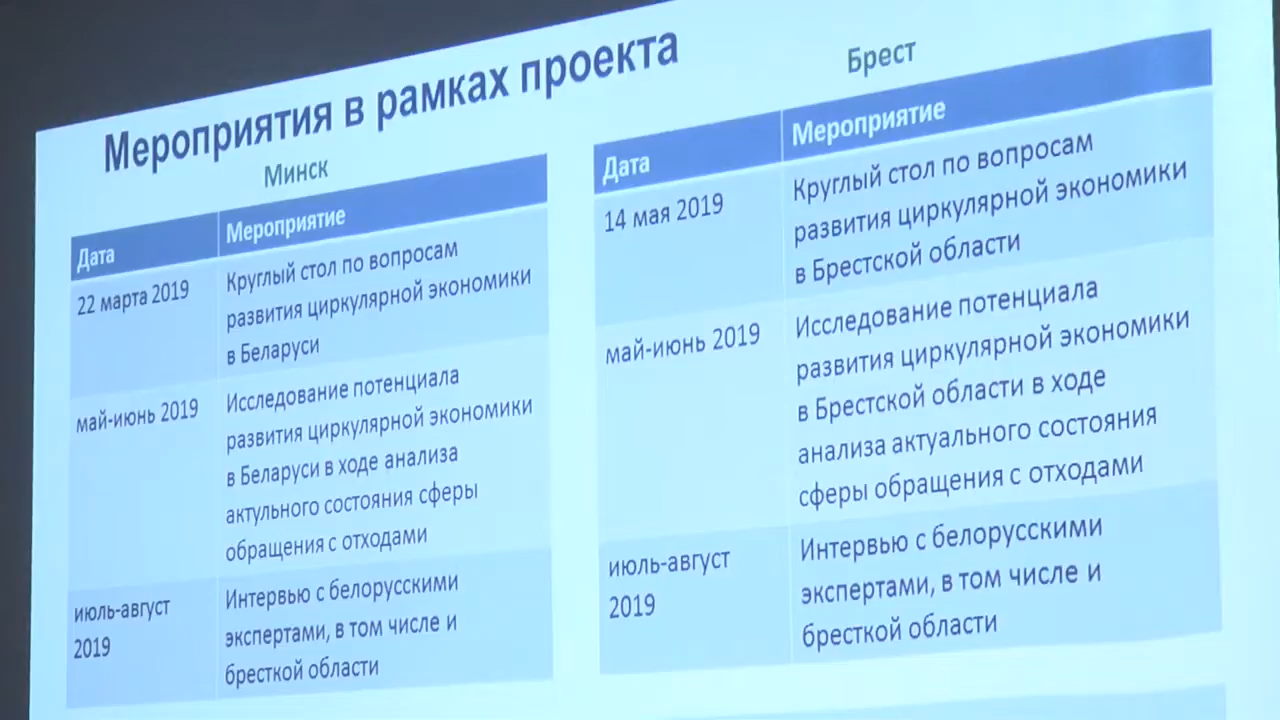 Мероприятия в рамках проекта
Минск
Дата
Мероприятие
22 марта 2019
Круглый стол по вопросам
развития циркулярной экономики
в Беларуси
май-июнь 2019
Исследование потенциала
развития циркулярной экономики
в Беларуси в ходе анализа
актульного состояния сферы
обращения с отходами
июль-август
2019
Интервью с белорусскими
экспертами, в том числе и
бресткой области
Брест
Дата
Мероприятие
14 мая 2019
Круглый стол по вопросам
развития циркулярной экономики
в Брестской области
май-июнь 2019
Исследование потенциала
развития циркулярной экономики
в Брестской области в ходе
анализа актуального состояния
сферы обращения с отходами
июль-август
2019
Интервью с белорусскими
экспертами, в том числе и
бресткой области